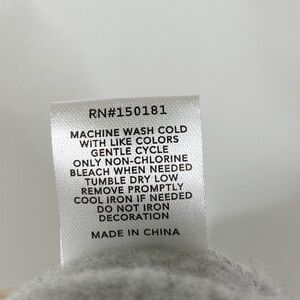 RN#150181
MACHINE WASH COLD
WITH LIKE COLORS
GENTLE CYCLE
ONLY NON-CHLORINE
BLEACH WHEN NEEDED
TUMBLE DRY LOW
REMOVE PROMPTLY
COOL IRON IF NEEDED
DO NOT IRON
DECORATION
MADE IN CHINA